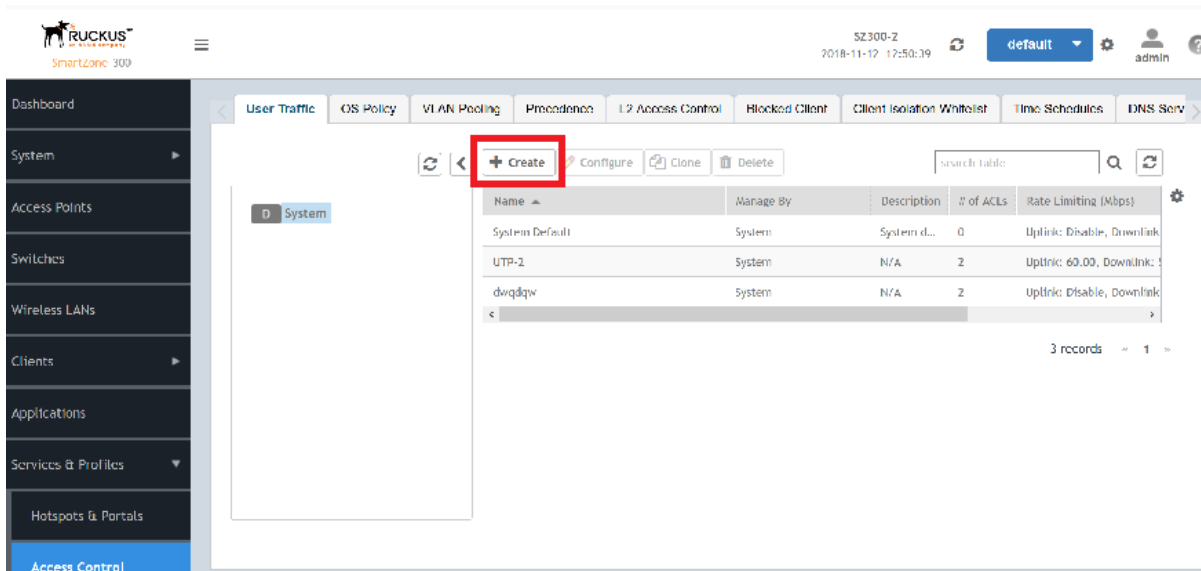 RUCKUS™
SmartZone 300
SZ300-2
2018-11-12 12:50:39
default
admin
Dashboard
System
Access Points
Switches
Wireless LANs
Clients
Applications
Services & Profiles
Hotspots & Portals
Access Control
User Traffic
OS Policy
VLAN Pooling
Precedence
L2 Access Control
Blocked Client
Client Isolation Whitelist
Time Schedules
DNS Serv
+ Create
Configure
Clone
Delete
search table
D System
Name Manage By Description # of ACLs Rate Limiting (Mbps)
System Default System System d... 0 Uplink: Disable, Downlink
UTP-2 System N/A 2 Uplink: 60.00, Downlink:
dwqdqw System N/A 2 Uplink: Disable, Downlink
3 records « 1 »